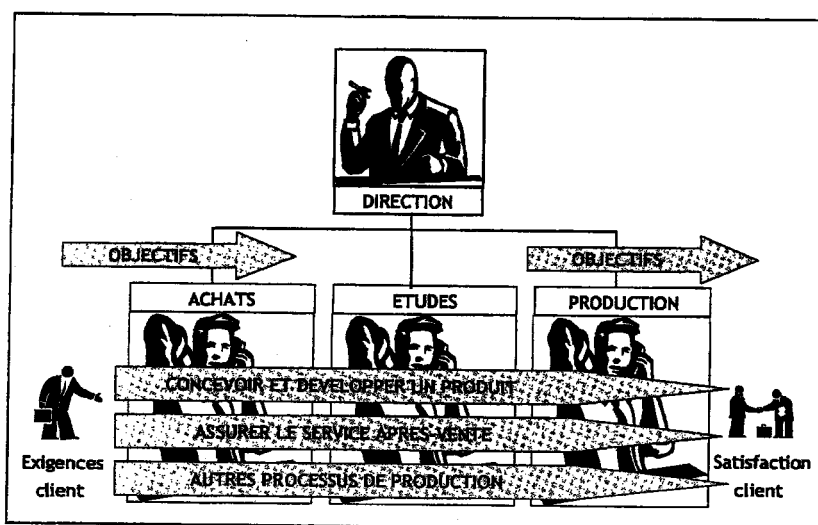 DIRECTION
OBJECTIFS
OBJECTIFS
ACHATS
ETUDES
PRODUCTION
CONCEVOIR ET DEVELOPPER UN PRODUIT
ASSURER LE SERVICE APRES-VENTE
AUTRES PROCESSUS DE PRODUCTION
Exigences
client
Satisfaction
client